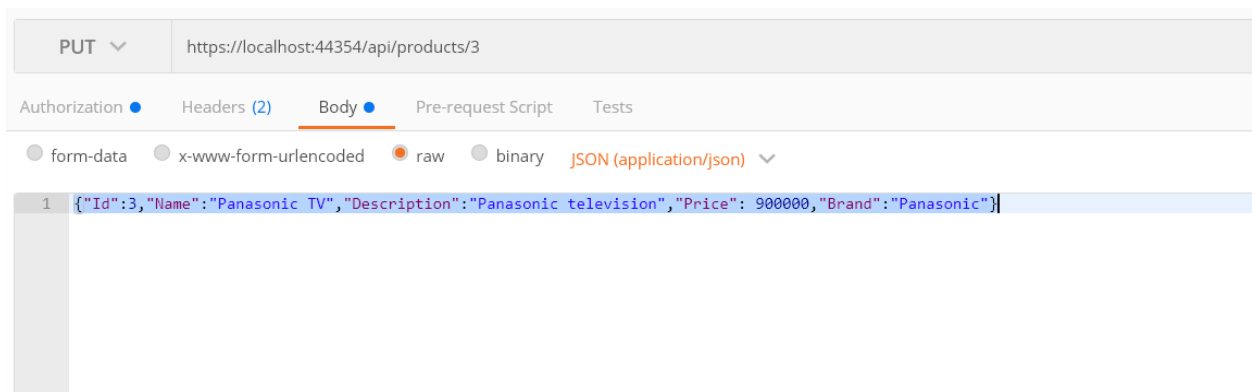 PUT https://localhost:44354/api/products/3
Authorization Headers (2) Body Pre-request Script Tests
form-data x-www-form-urlencoded raw binary JSON (application/json)
1 {"Id":3,"Name":"Panasonic TV","Description":"Panasonic television","Price": 900000,"Brand":"Panasonic"}